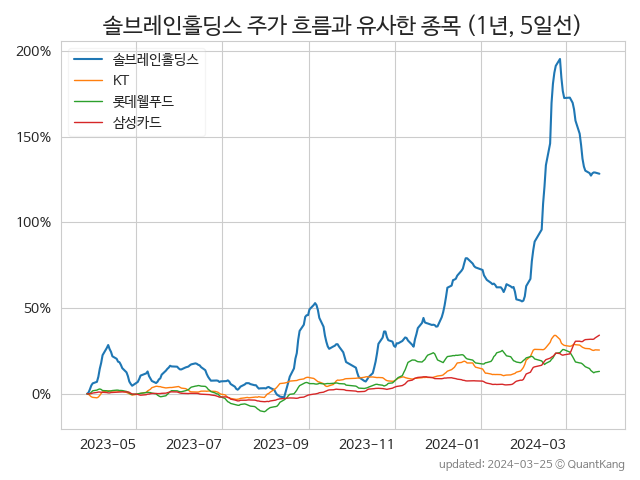 솔브레인홀딩스 주가 흐름과 유사한 종목 (1년, 5일선)
200%
150%
100%
50%
0%
솔브레인홀딩스
KT
롯데웰푸드
삼성카드
2023-05 2023-07 2023-09 2023-11 2024-01 2024-03
updated: 2024-03-25 © QuantKang